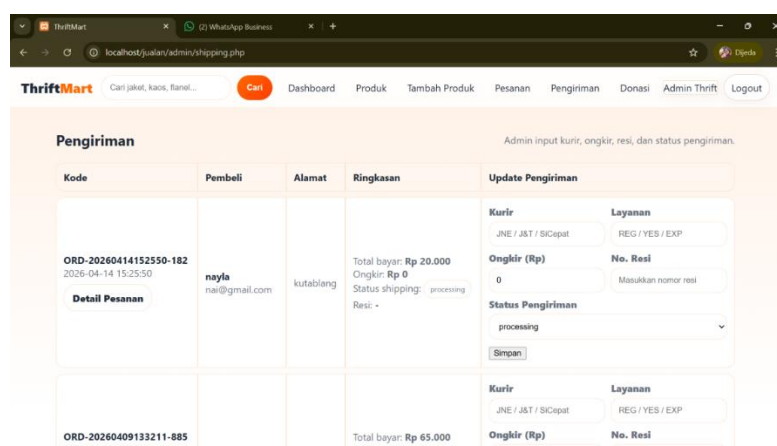 ThriftMart
(2) WhatsApp Business
localhost/jualan/admin/shipping.php
Dijeda
ThriftMart
Cari jaket, kaos, flanel...
Cari
Dashboard Produk Tambah Produk Pesanan Pengiriman Donasi Admin Thrift Logout
Pengiriman
Admin input kurir, ongkir, resi, dan status pengiriman.
Kode Pembeli Alamat Ringkasan Update Pengiriman
ORD-20260414152550-182
2026-04-14 15:25:50
Detail Pesanan
nayla
nai@gmail.com
kutablang
Total bayar: Rp 20.000
Ongkir: Rp 0
Status shipping: processing
Resi: -
Kurir Layanan
JNE / J&T / SiCepat REG / YES / EXP
Ongkir (Rp) No. Resi
0 Masukkan nomor resi
Status Pengiriman
processing
Simpan
ORD-20260409133211-885
Total bayar: Rp 65.000
Kurir Layanan
JNE / J&T / SiCepat REG / YES / EXP
Ongkir (Rp) No. Resi